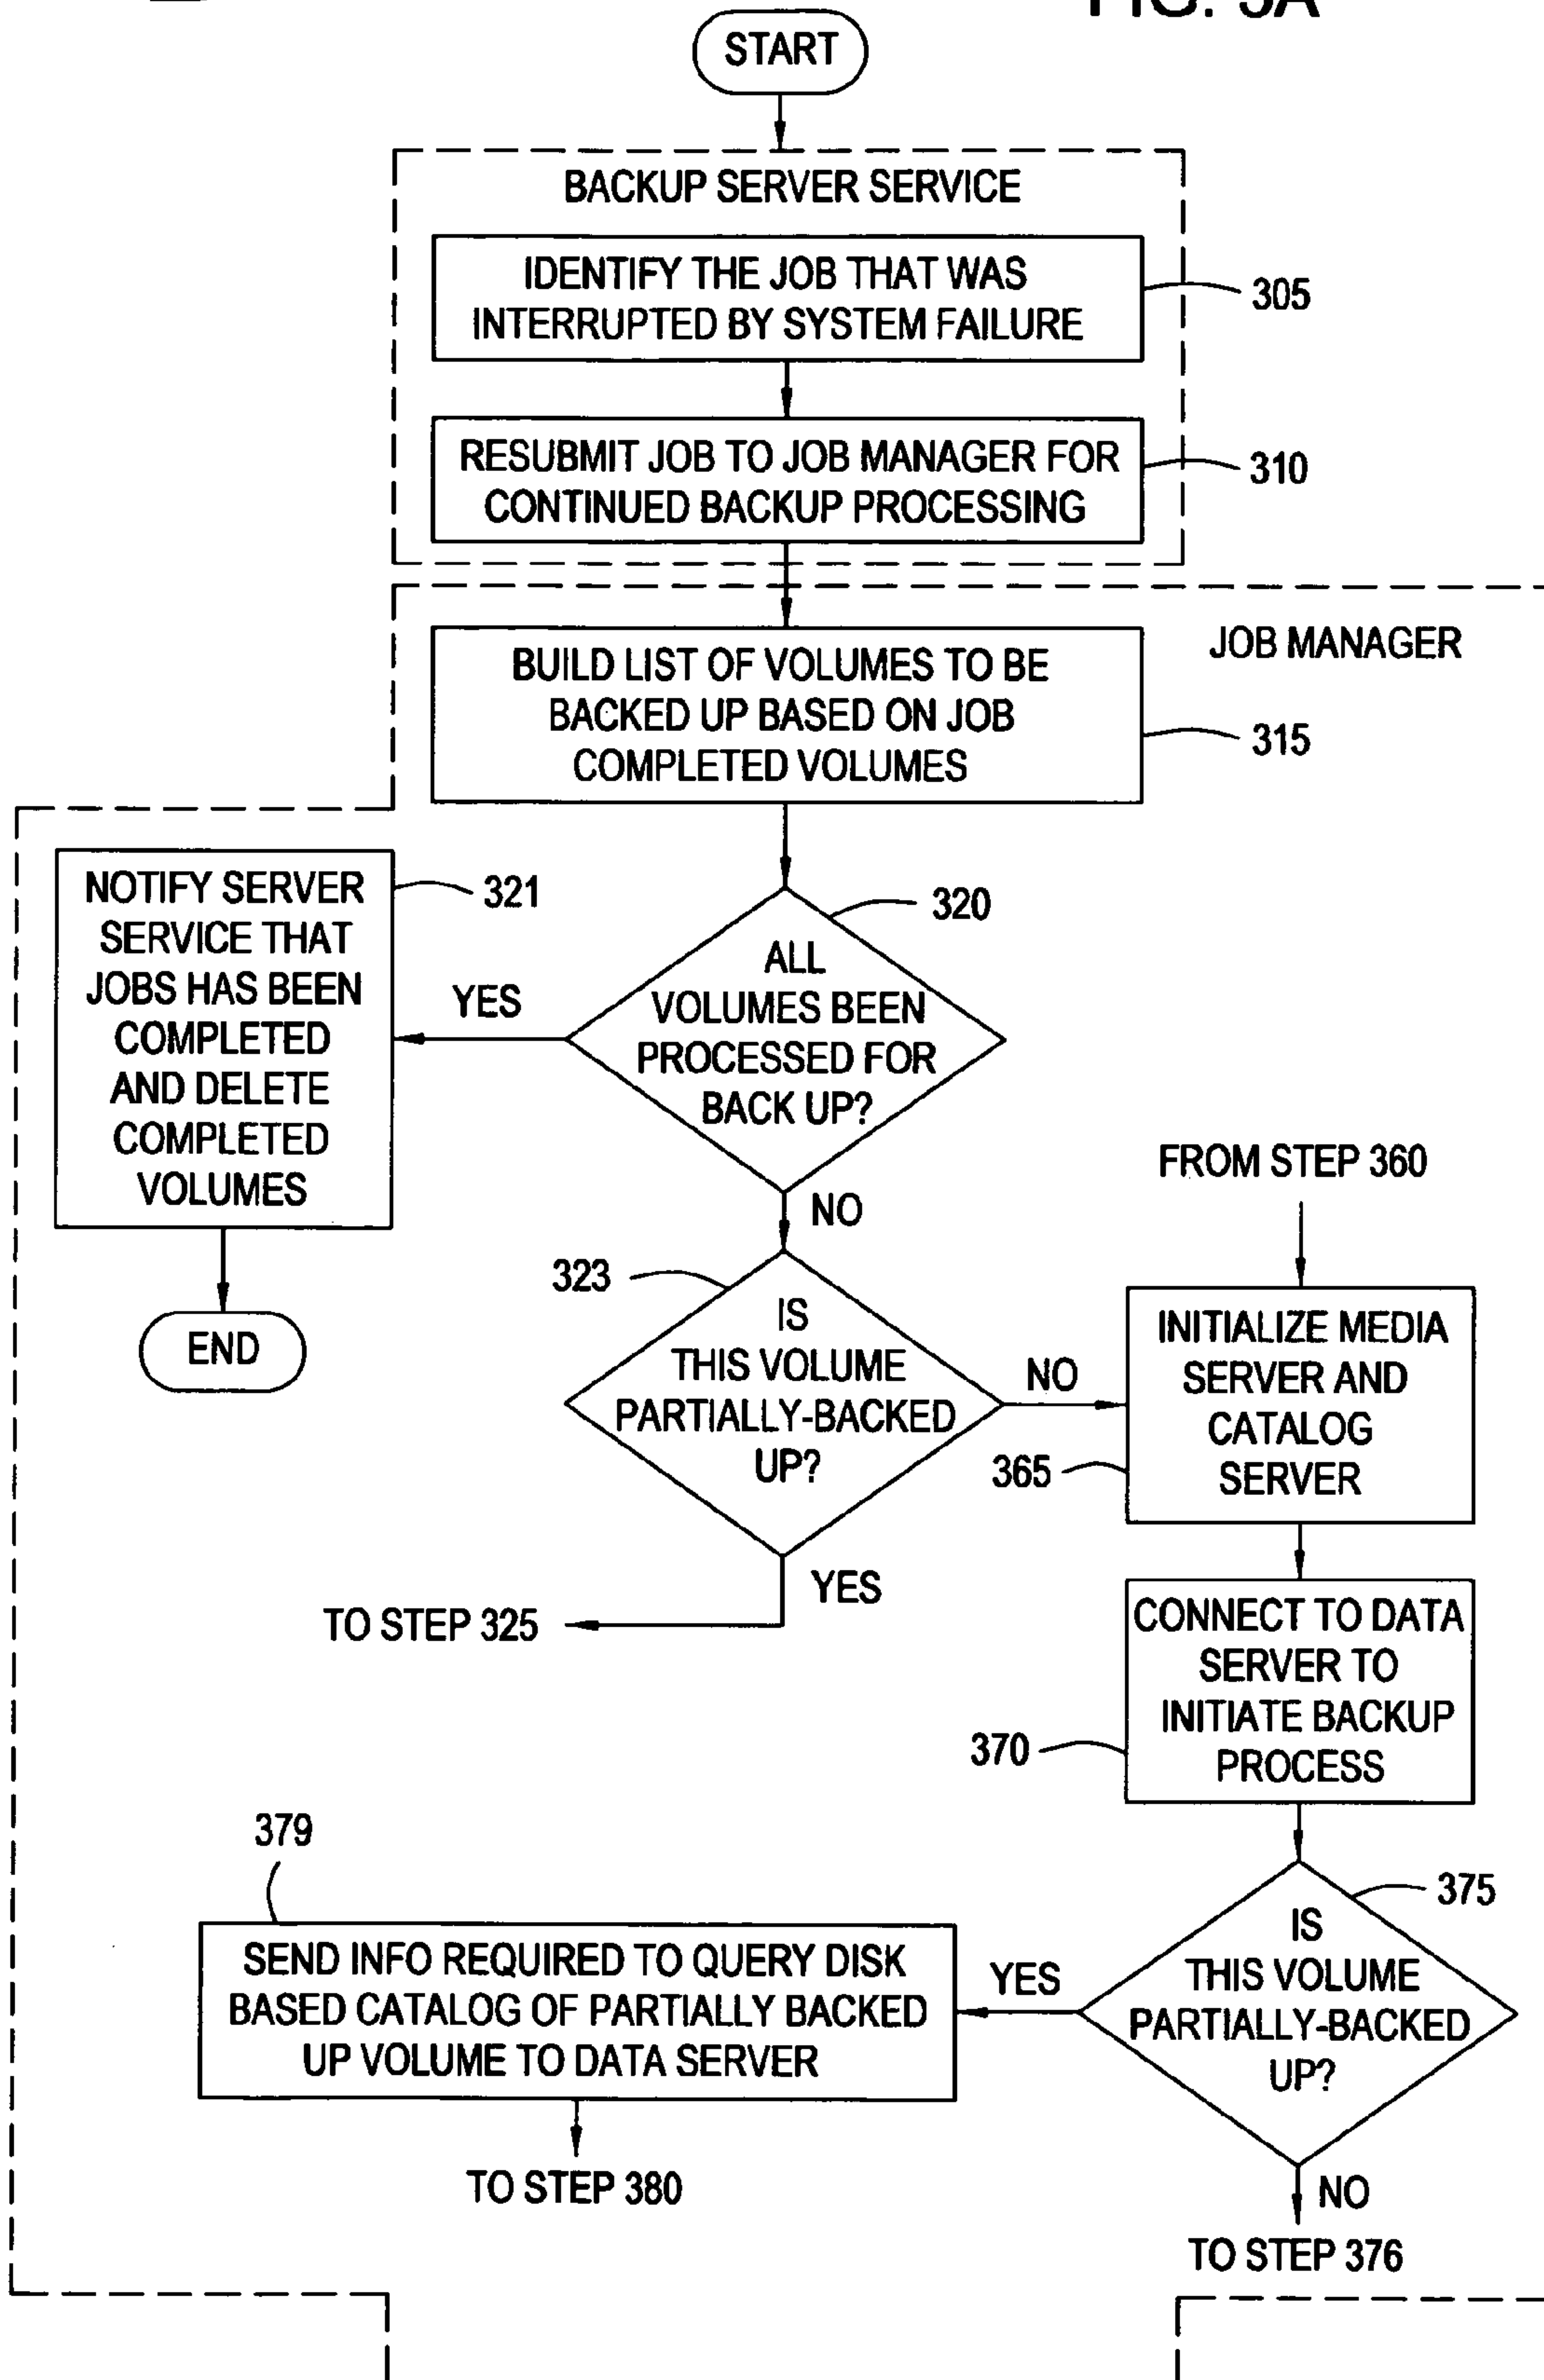 START
BACKUP SERVER SERVICE
IDENTIFY THE JOB THAT WAS
INTERRUPTED BY SYSTEM FAILURE
305
RESUBMIT JOB TO JOB MANAGER FOR
CONTINUED BACKUP PROCESSING
310
JOB MANAGER
BUILD LIST OF VOLUMES TO BE
BACKED UP BASED ON JOB
COMPLETED VOLUMES
315
NOTIFY SERVER
SERVICE THAT
JOBS HAS BEEN
COMPLETED
AND DELETE
COMPLETED
VOLUMES
321
END
YES
ALL
VOLUMES BEEN
PROCESSED FOR
BACK UP?
320
NO
323
IS
THIS VOLUME
PARTIALLY-BACKED
UP?
NO
YES
TO STEP 325
FROM STEP 360
INITIALIZE MEDIA
SERVER AND
CATALOG
SERVER
365
CONNECT TO DATA
SERVER TO
INITIATE BACKUP
PROCESS
370
375
IS
THIS VOLUME
PARTIALLY-BACKED
UP?
YES
379
SEND INFO REQUIRED TO QUERY DISK
BASED CATALOG OF PARTIALLY BACKED
UP VOLUME TO DATA SERVER
TO STEP 380
NO
TO STEP 376